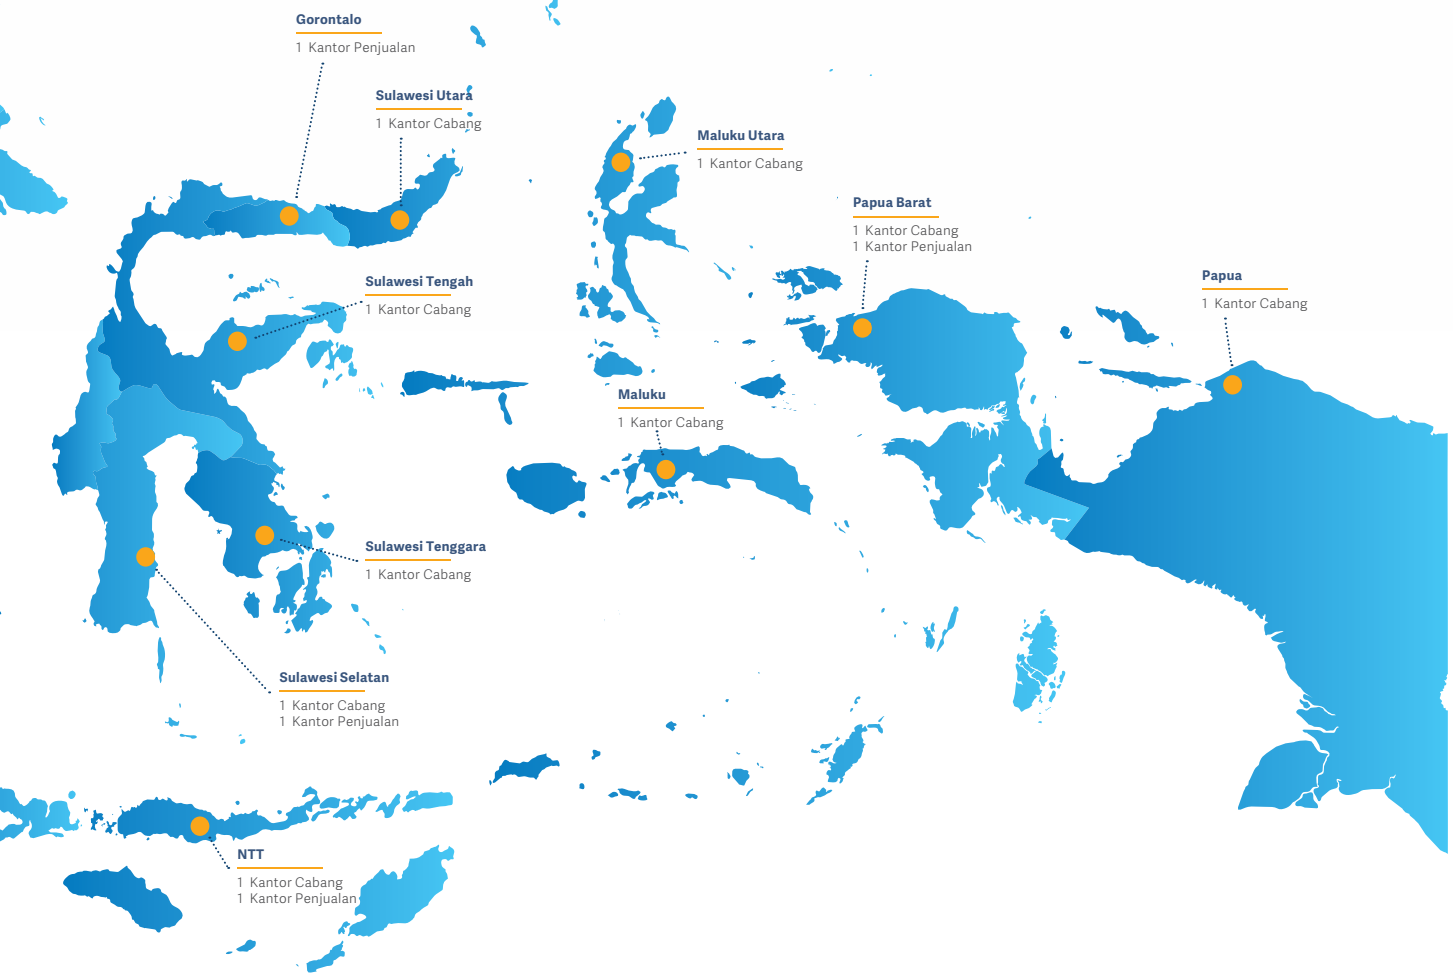 Gorontalo
1 Kantor Penjualan
Sulawesi Utara
1 Kantor Cabang
Maluku Utara
1 Kantor Cabang
Papua Barat
1 Kantor Cabang
1 Kantor Penjualan
Papua
1 Kantor Cabang
Sulawesi Tengah
1 Kantor Cabang
Maluku
1 Kantor Cabang
Sulawesi Tenggara
1 Kantor Cabang
Sulawesi Selatan
1 Kantor Cabang
1 Kantor Penjualan
NTT
1 Kantor Cabang
1 Kantor Penjualan